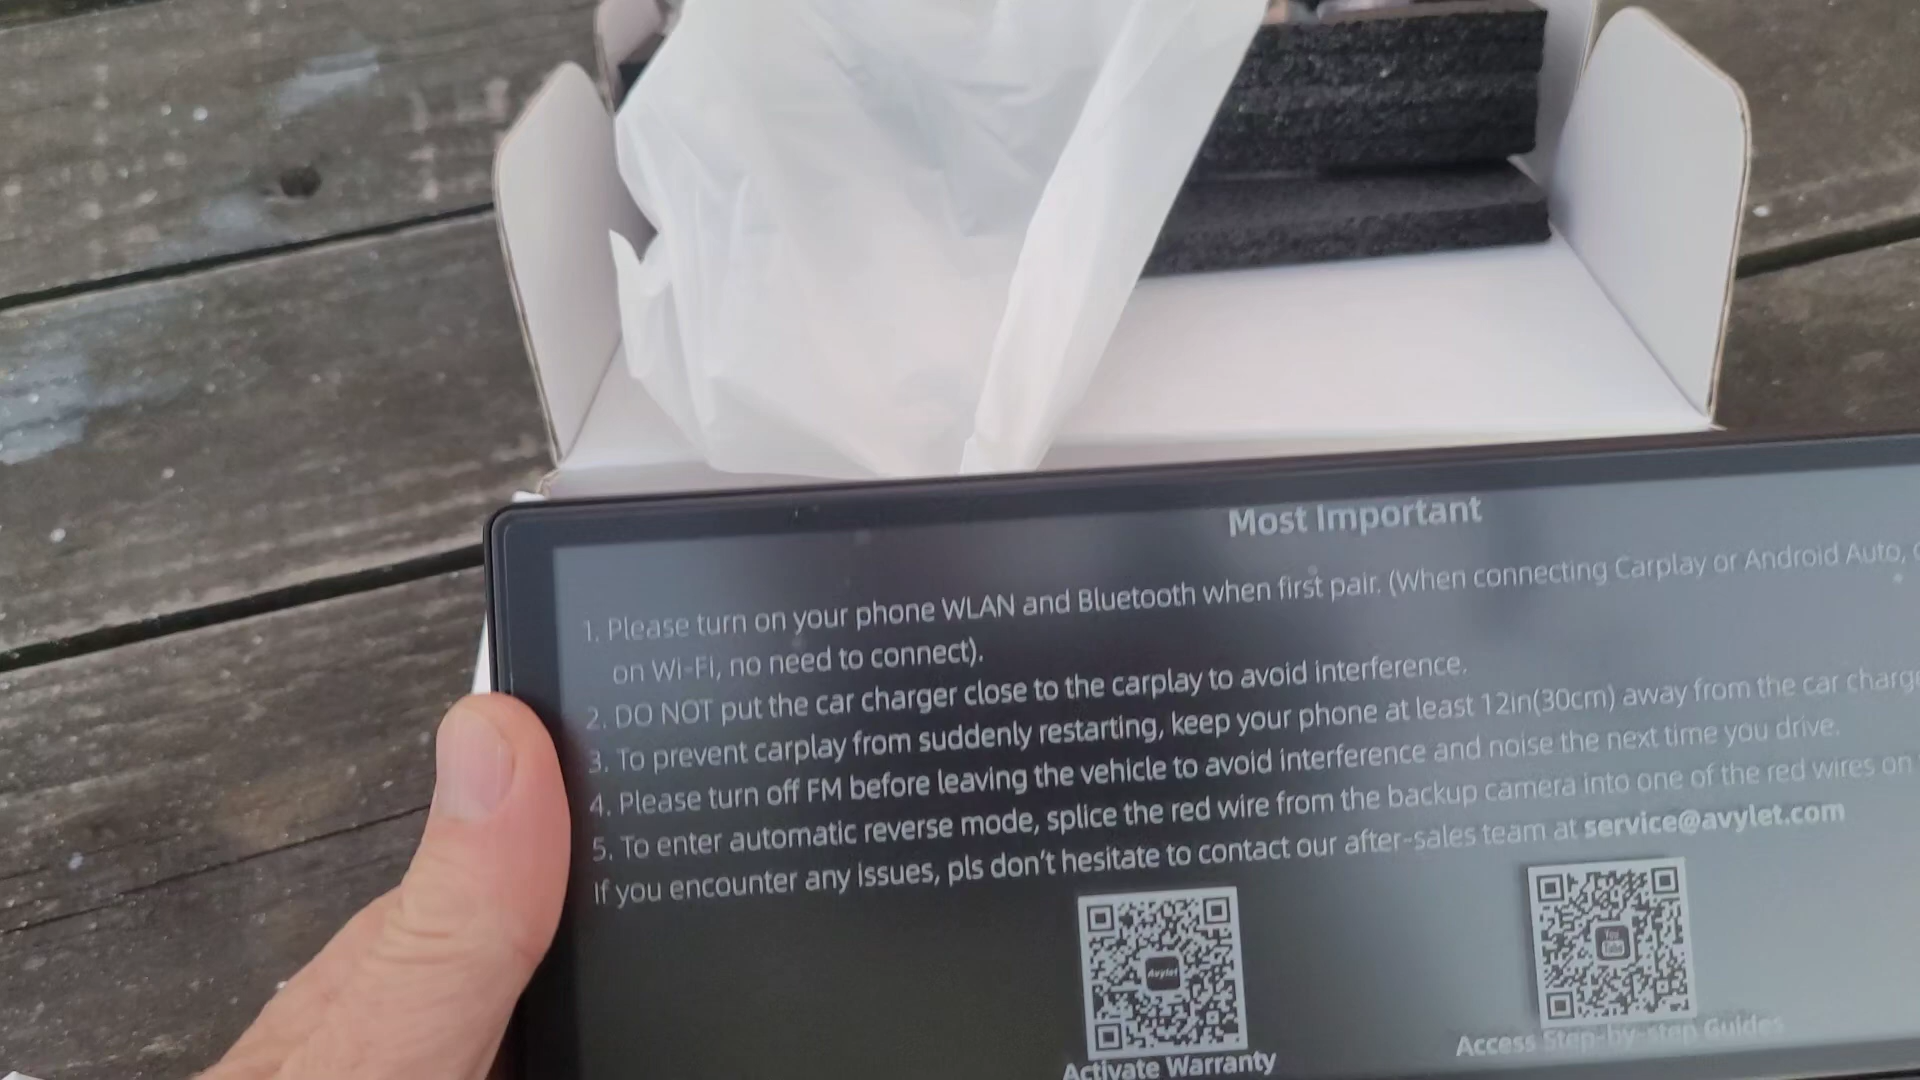 Most Important
1. Please turn on your phone WLAN and Bluetooth when first pair. (When connecting Carplay or Android Auto,
on Wi-Fi, no need to connect).
2. DO NOT put the car charger close to the carplay to avoid interference.
3. To prevent carplay from suddenly restarting, keep your phone at least 12in(30cm) away from the car
4. Please turn off FM before leaving the vehicle to avoid interference and noise the next time you drive.
5. To enter automatic reverse mode, splice the red wire from the backup camera into one of the red wires on
If you encounter any issues, pls don't hesitate to contact our after-sales team at service@avylet.com
Avylet
You
Tube
Activate Warranty
Access Step-by-step Guides